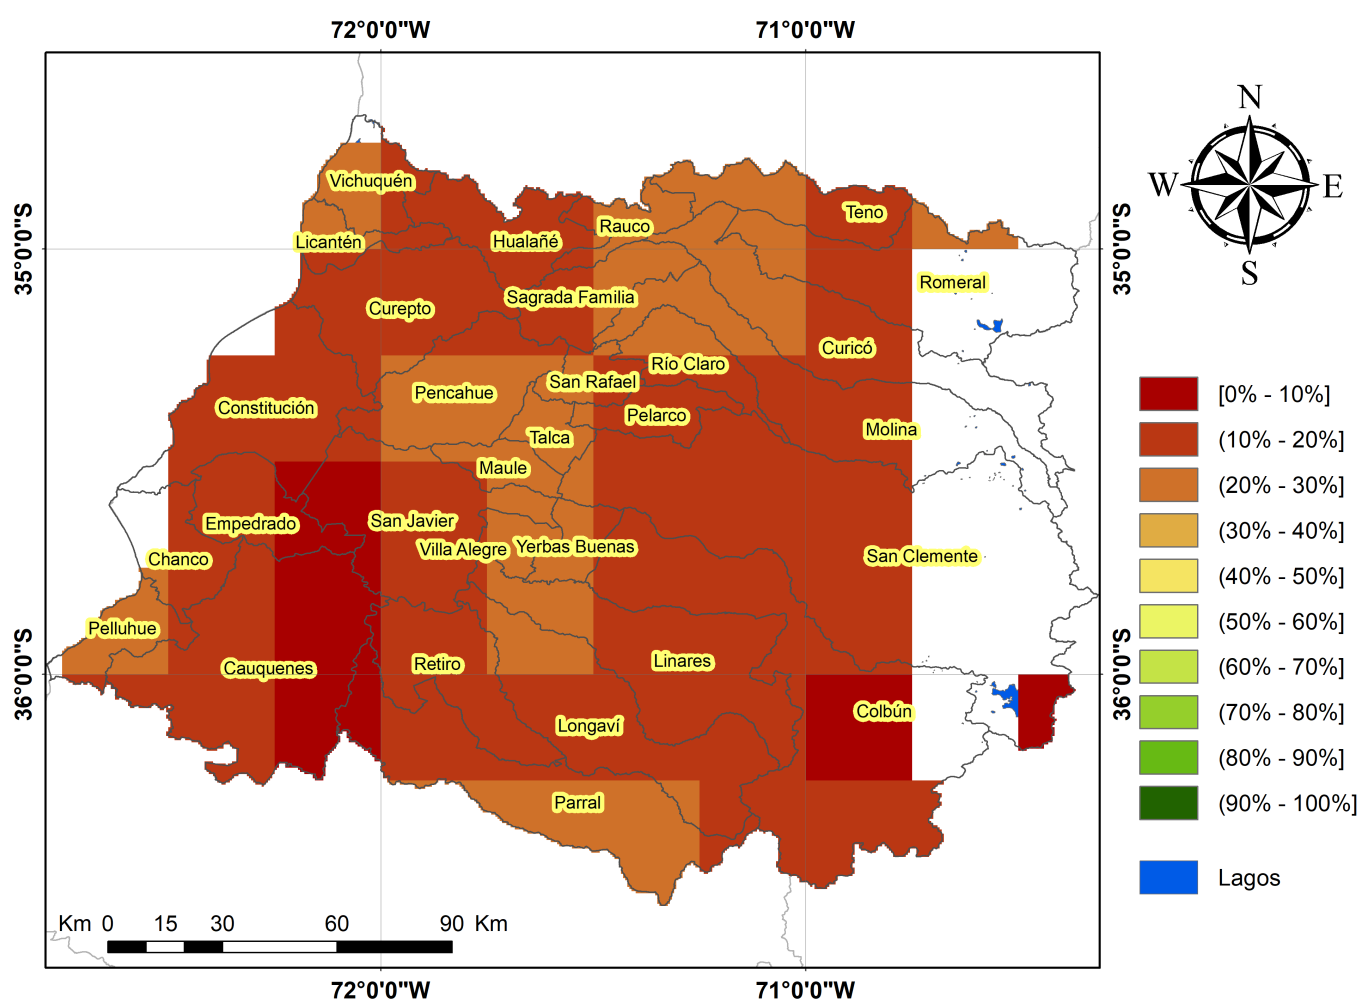 72°0'0"W
71°0'0"W
N
W
E
S
35°0'0"S
35°0'0"S
36°0'0"S
36°0'0"S
Vichuquén
Teno
Rauco
Licantén
Hualañé
Romeral
Sagrada Familia
Curepto
Curicó
Río Claro
San Rafael
Pencahue
Constitución
Pelarco
Molina
Talca
Maule
Empedrado
San Javier
Villa Alegre
Yerbas Buenas
San Clemente
Chanco
Pelluhue
Cauquenes
Retiro
Linares
Colbún
Longaví
Parral
[0% - 10%]
(10% - 20%]
(20% - 30%]
(30% - 40%]
(40% - 50%]
(50% - 60%]
(60% - 70%]
(70% - 80%]
(80% - 90%]
(90% - 100%]
Lagos
Km 0 15 30 60 90 Km
72°0'0"W
71°0'0"W